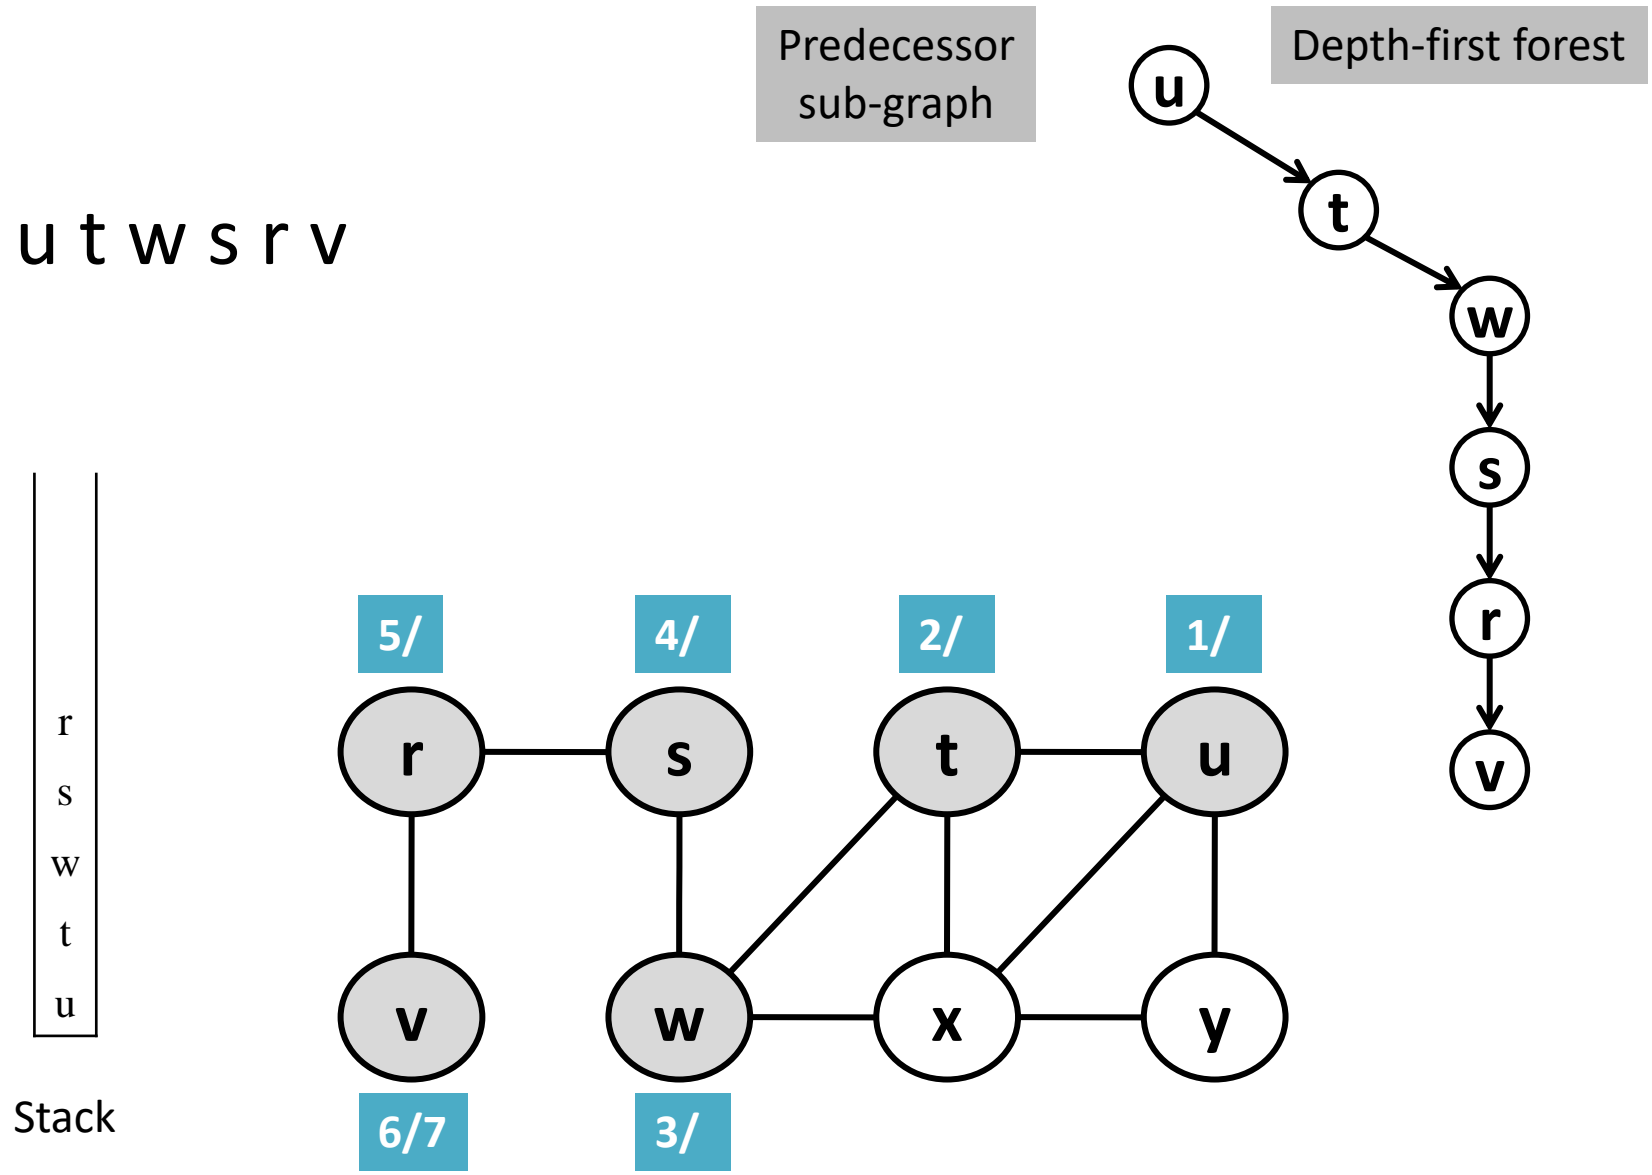 Predecessor
sub-graph
Depth-first forest
u
t
w
s
r
v
u t w s r v
r
s
w
t
u
Stack
5/ 4/ 2/ 1/
r s t u
v w x y
6/7 3/